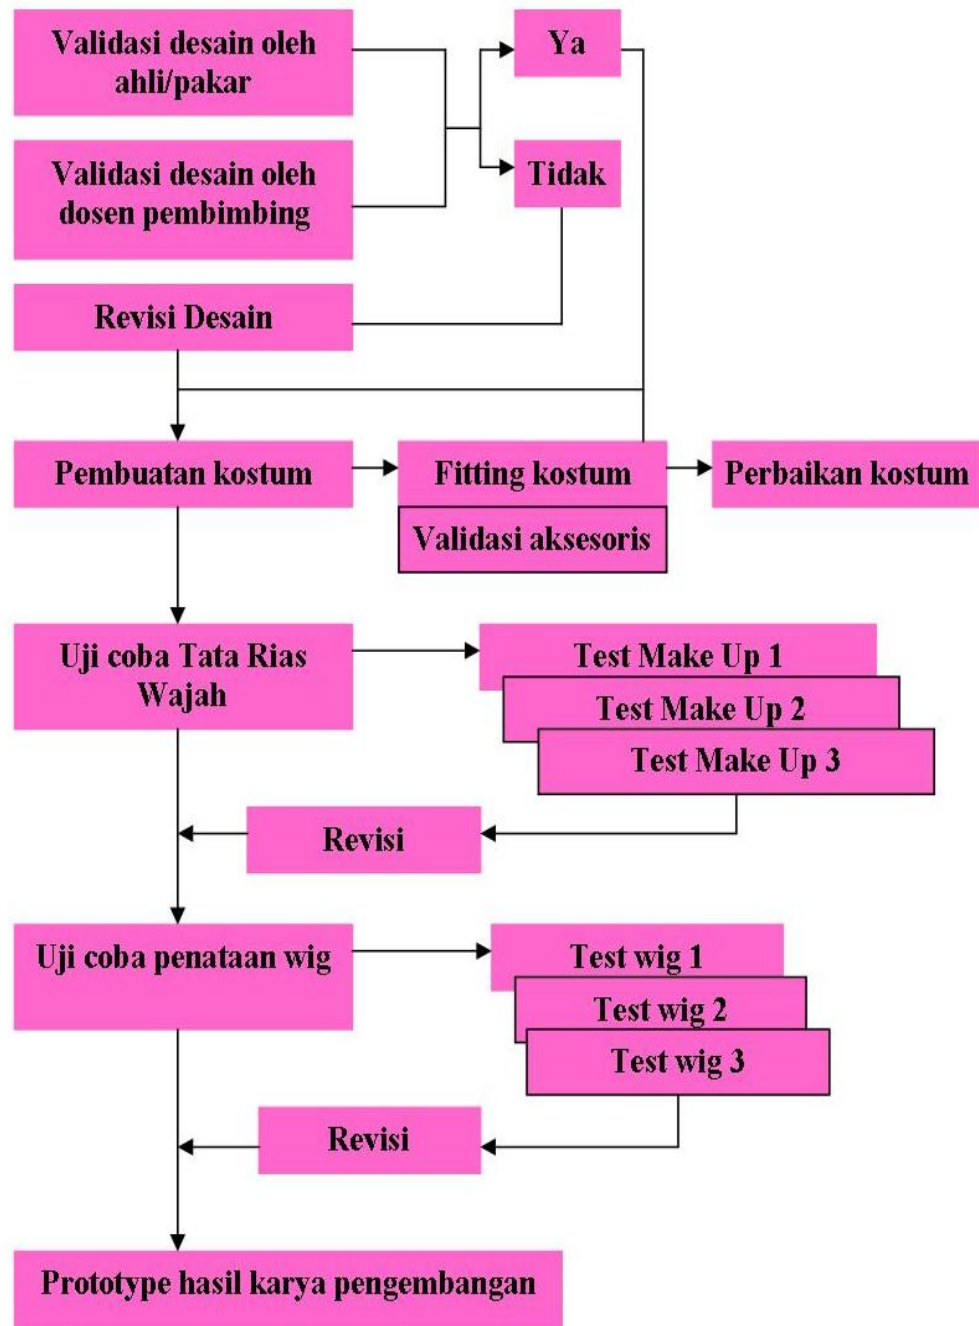 Validasi desain oleh
ahli/pakar
Ya
Validasi desain oleh
dosen pembimbing
Tidak
Revisi Desain
Pembuatan kostum
Fitting kostum
Perbaikan kostum
Validasi aksesoris
Uji coba Tata Rias
Wajah
Test Make Up 1
Test Make Up 2
Test Make Up 3
Revisi
Uji coba penataan wig
Test wig 1
Test wig 2
Test wig 3
Revisi
Prototype hasil karya pengembangan